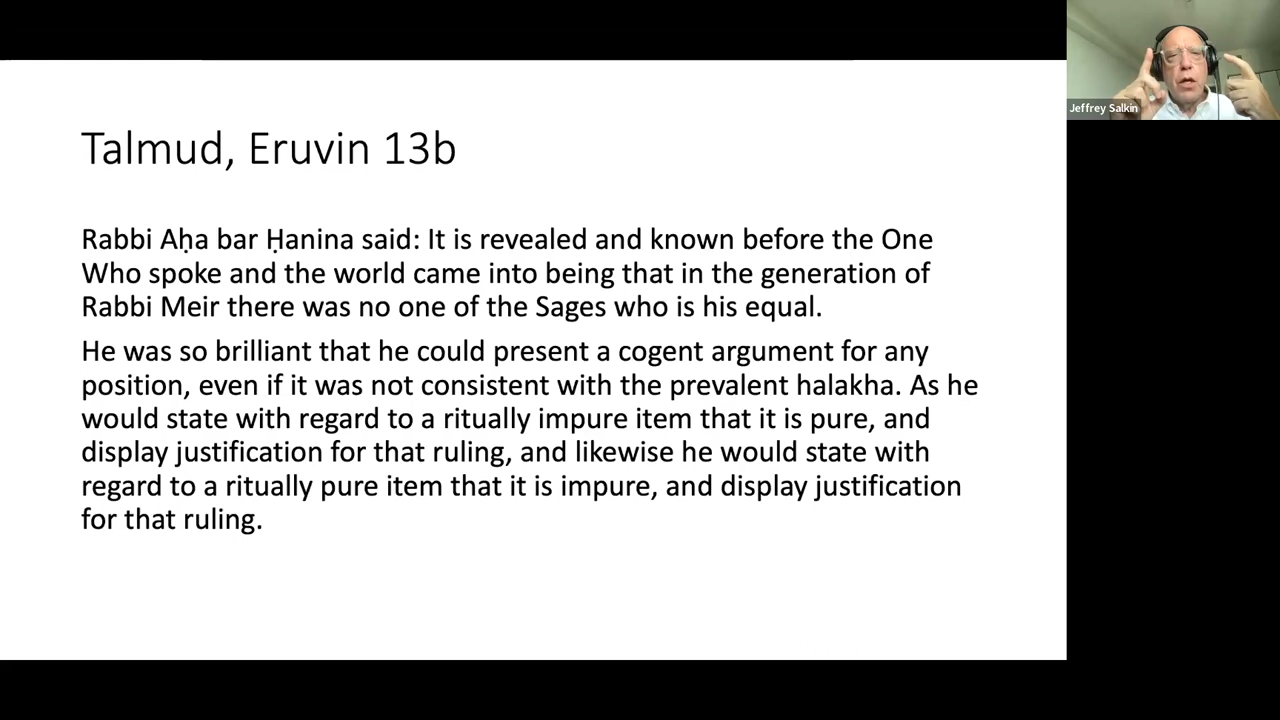 Talmud, Eruvin 13b
Rabbi Aḥa bar Ḥanina said: It is revealed and known before the One
Who spoke and the world came into being that in the generation of
Rabbi Meir there was no one of the Sages who is his equal.
He was so brilliant that he could present a cogent argument for any
position, even if it was not consistent with the prevalent halakha. As he
would state with regard to a ritually impure item that it is pure, and
display justification for that ruling, and likewise he would state with
regard to a ritually pure item that it is impure, and display justification
for that ruling.
Jeffrey Salkin